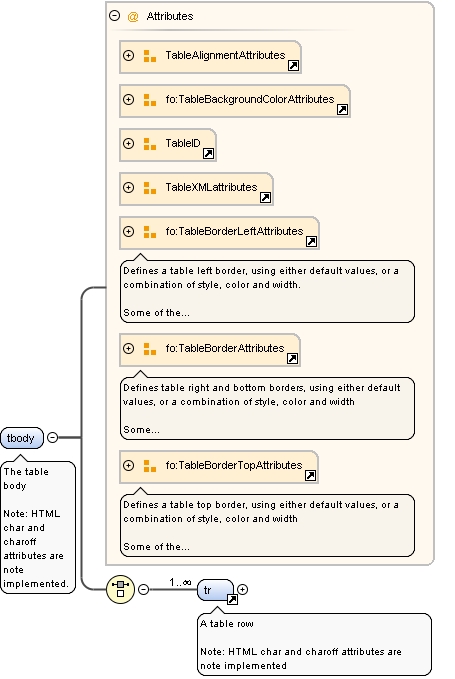 @ Attributes
TableAlignmentAttributes
fo:TableBackgroundColorAttributes
TableID
TableXMLattributes
fo:TableBorderLeftAttributes
Defines a table left border, using either default values, or a
combination of style, color and width.
Some of the...
fo:TableBorderAttributes
Defines table right and bottom borders, using either default
values, or a combination of style, color and width
Some...
fo:TableBorderTopAttributes
Defines a table top border, using either default values, or a
combination of style, color and width
Some of the...
tbody
The table
body
Note: HTML
char and
charoff
attributes are
note
implemented.
1..∞
tr
A table row
Note: HTML char and charoff attributes are
note implemented